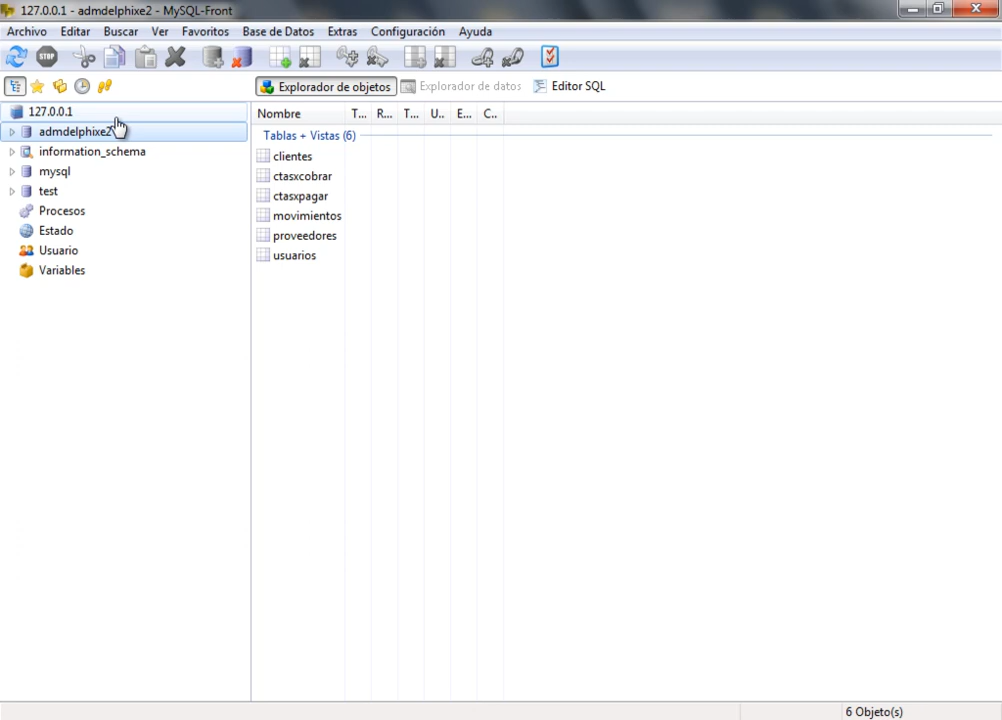 127.0.0.1 - admdelphixe2 - MySQL-Front
Archivo Editar Buscar Ver Favoritos Base de Datos Extras Configuración Ayuda
STOP
Explorador de objetos Explorador de datos Editor SQL
127.0.0.1
admdelphixe2
information_schema
mysql
test
Procesos
Estado
Usuario
Variables
Nombre T... R... T... U.. E... C..
Tablas + Vistas (6)
clientes
ctasxcobrar
ctasxpagar
movimientos
proveedores
usuarios
6 Objeto(s)